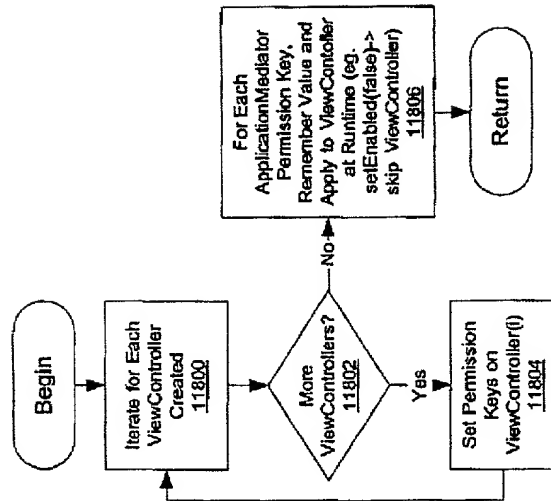 Begin
Iterate for Each
ViewController
Created
11800
More
ViewControllers?
11802
Yes
Set Permission
Keys on
ViewController(i)
11804
No
For Each
ApplicationMediator
Permission Key,
Remember Value and
Apply to ViewContoller
at Runtime (eg.
setEnabled(false)->
skip ViewController)
11806
Return